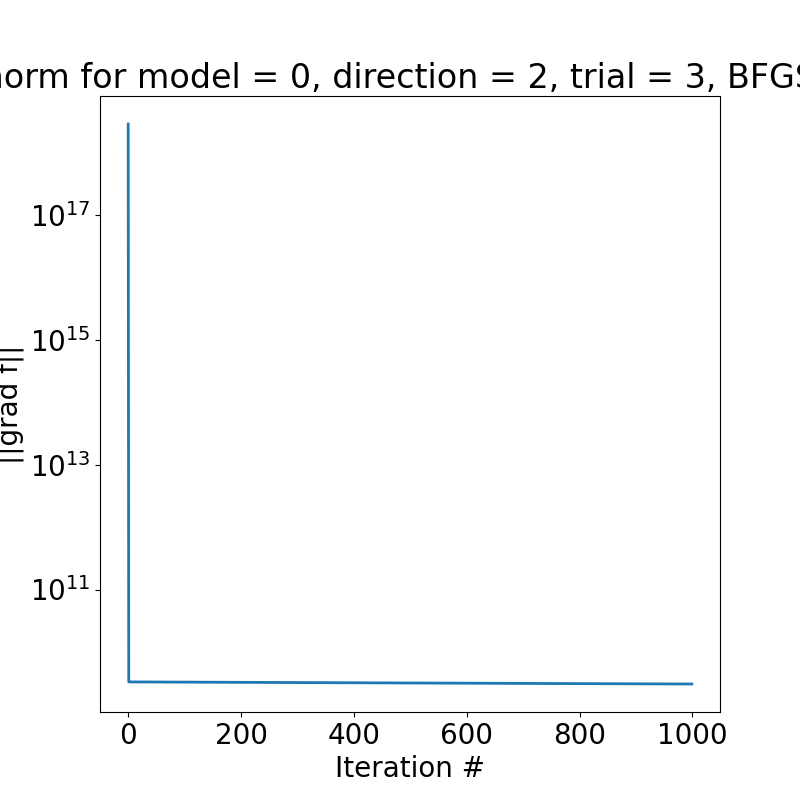 norm for model = 0, direction = 2, trial = 3, BFGS
10^17
10^15
10^13
10^11
||grad f||
0 200 400 600 800 1000
Iteration #